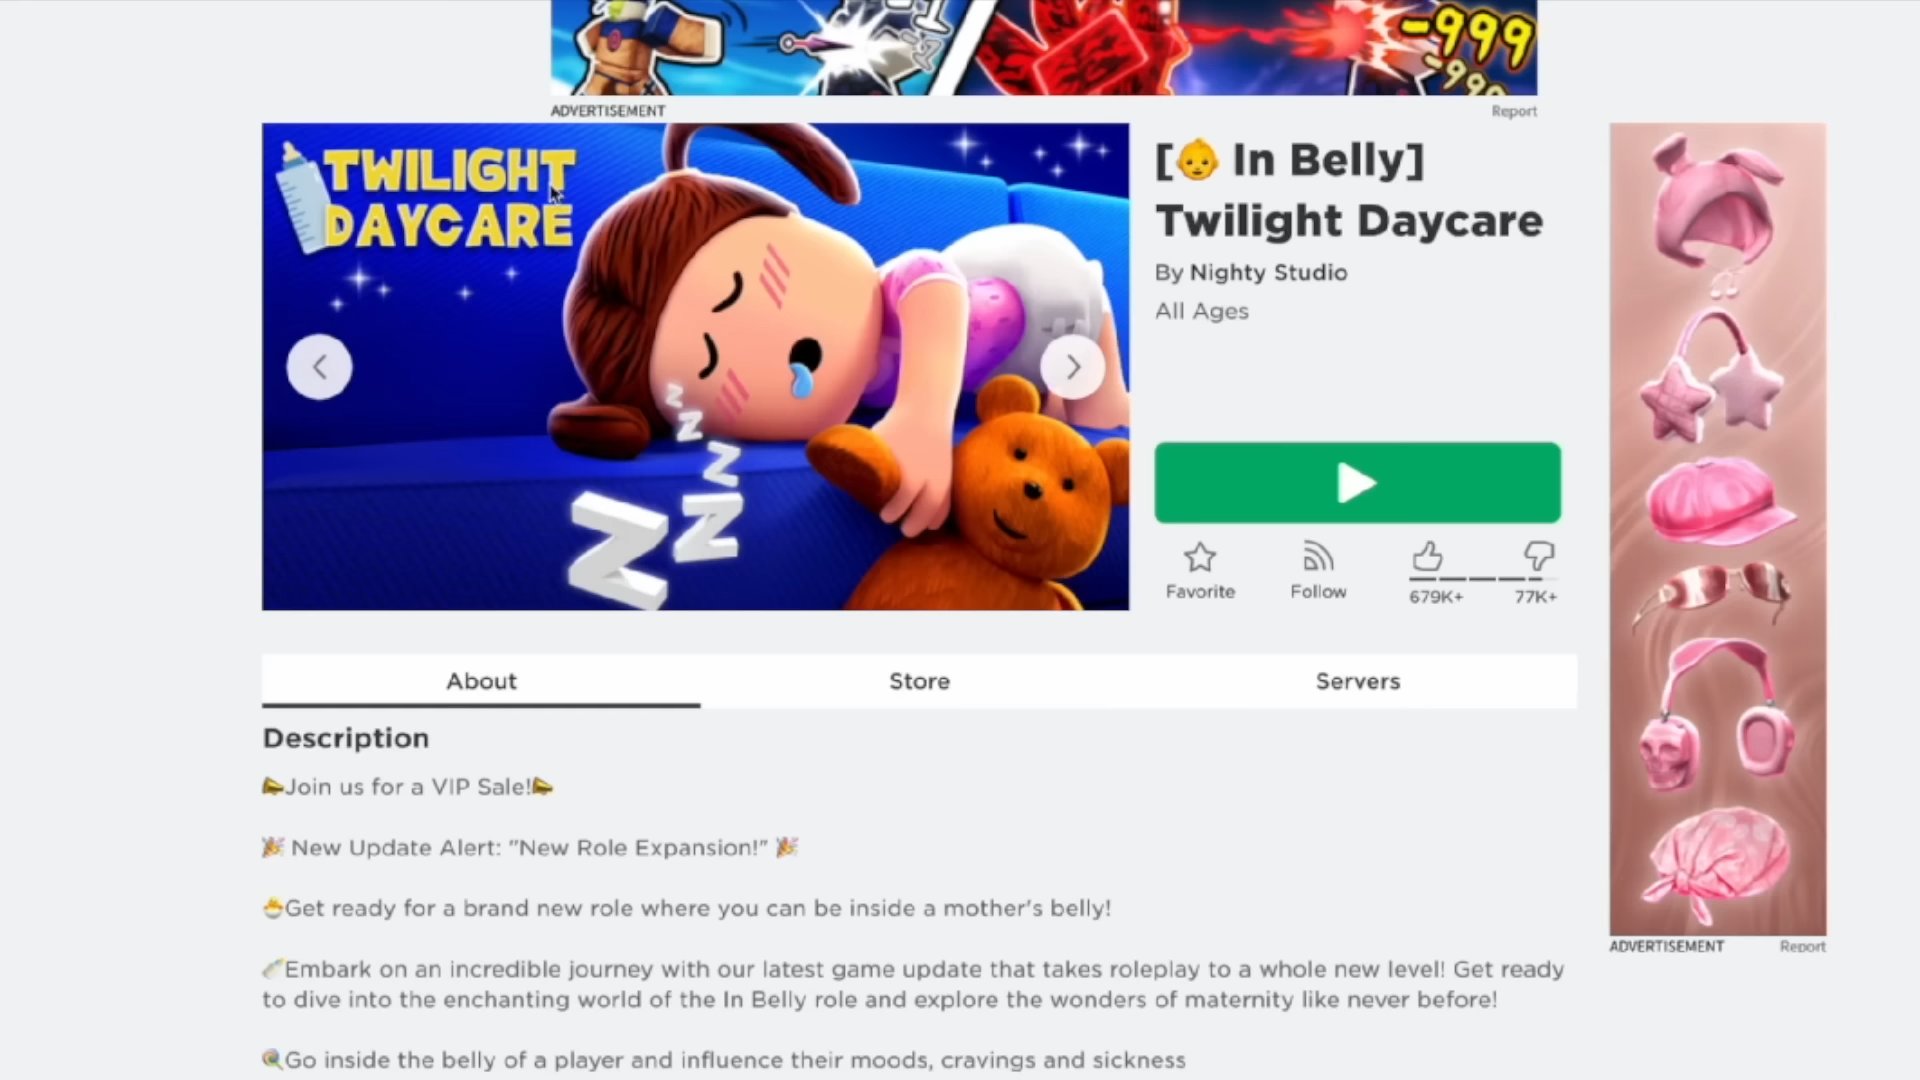 -1
-1
-999
-999
ADVERTISEMENT
Report
TWILIGHT
DAYCARE
[👶 In Belly]
Twilight Daycare
By Nighty Studio
All Ages
z
z
z
z
z
Favorite
Follow
679K+
77K+
About
Store
Servers
Description
📣Join us for a VIP Sale!📣
🎉 New Update Alert: "New Role Expansion!" 🎉
🐣Get ready for a brand new role where you can be inside a mother's belly!
🍼Embark on an incredible journey with our latest game update that takes roleplay to a whole new level! Get ready
to dive into the enchanting world of the In Belly role and explore the wonders of maternity like never before!
🍭Go inside the belly of a player and influence their moods, cravings and sickness
ADVERTISEMENT
Report